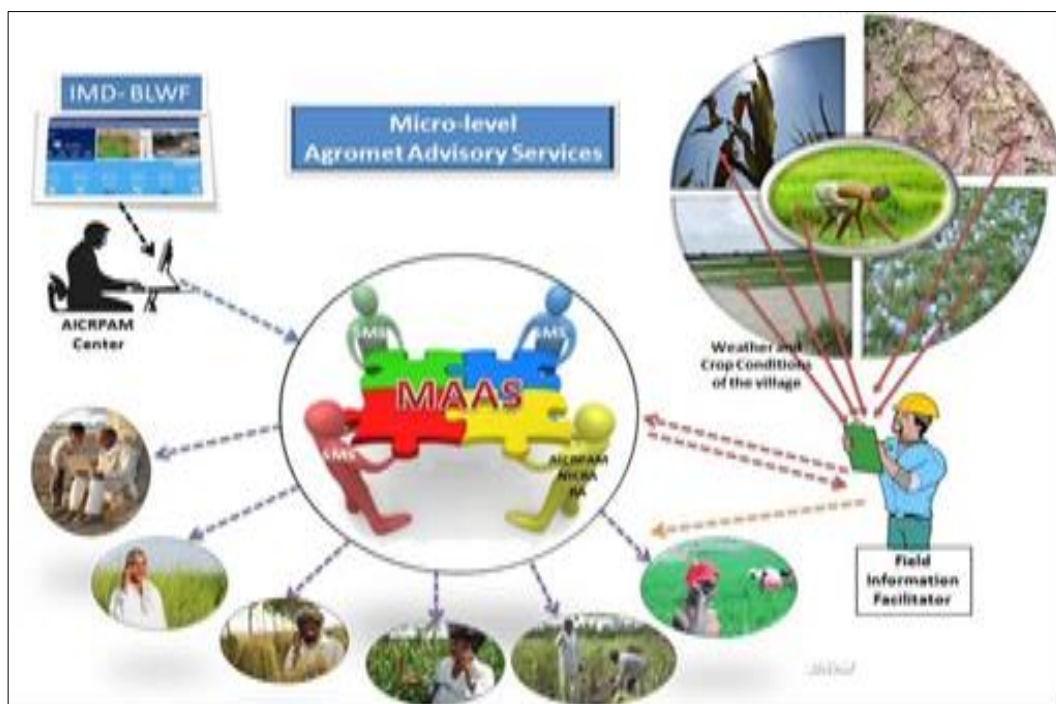 IMD- BLWF
Micro-level
Agromet Advisory Services
AICRPAM
Center
Weather and
Crop Conditions
of the village
SMS
SMS
MAAS
SMS
AICRPAM
NICRA
RA
Field
Information
Facilitator